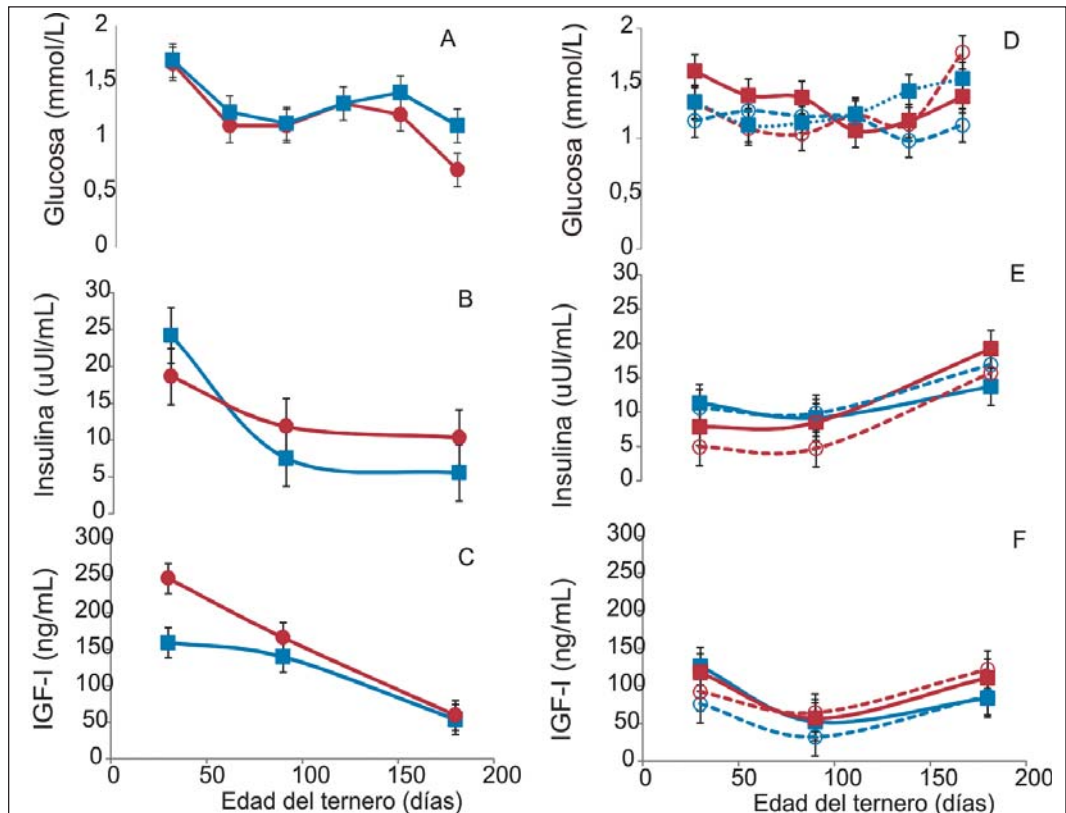 A
Glucosa (mmol/L)
2
1,5
1
0,5
0
D
Glucosa (mmol/L)
2
1,5
1
0,5
0
B
Insulina (uUI/mL)
30
25
20
15
10
5
0
E
Insulina (uUI/mL)
30
25
20
15
10
5
0
C
IGF-I (ng/mL)
300
250
200
150
100
50
0
0 50 100 150 200
Edad del ternero (días)
F
IGF-I (ng/mL)
300
250
200
150
100
50
0
0 50 100 150 200
Edad del ternero (días)